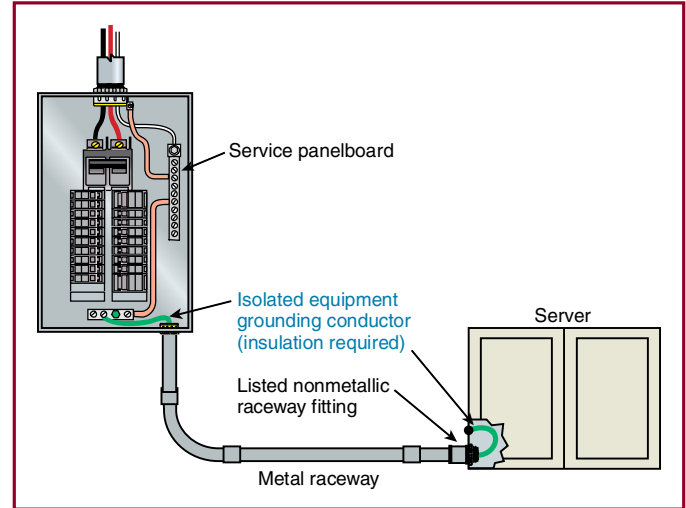 Service panelboard
Isolated equipment
grounding conductor
(insulation required)
Server
Listed nonmetallic
raceway fitting
Metal raceway